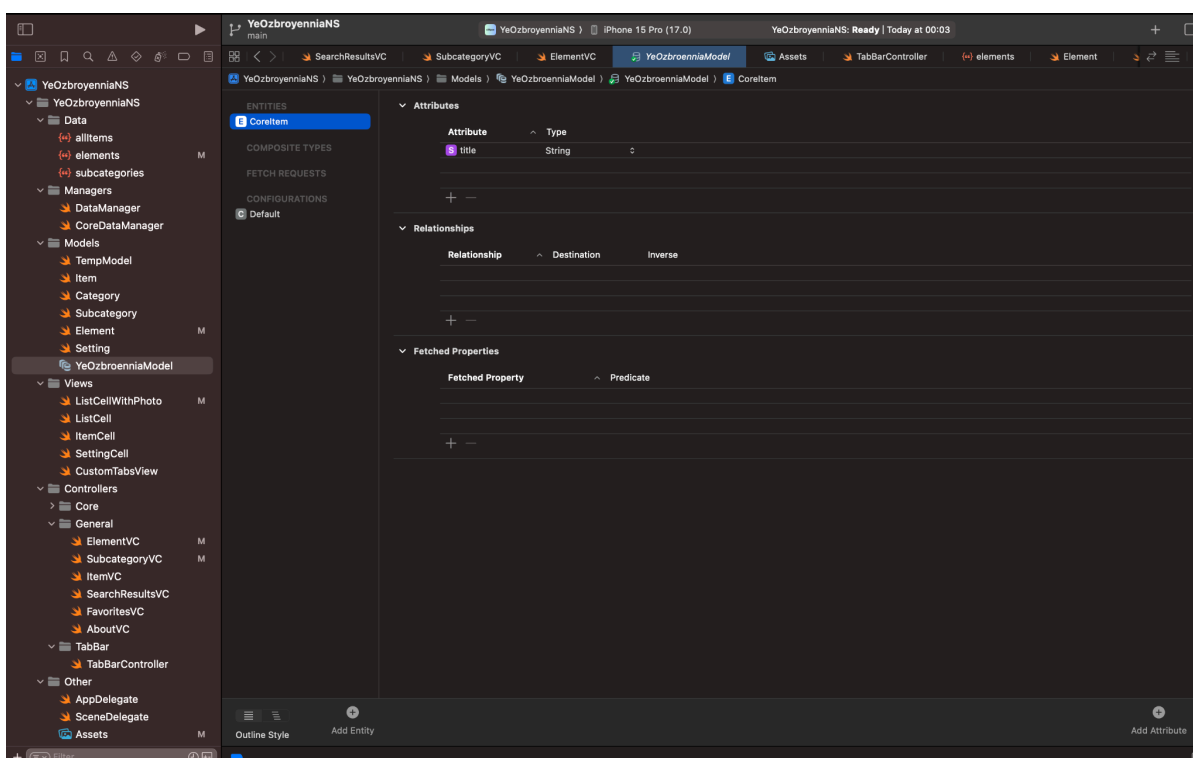 YeOzbroyenniaNS
main
YeOzbroyenniaNS ⟩ iPhone 15 Pro (17.0)
YeOzbroyenniaNS: Ready | Today at 00:03
SearchResultsVC
SubcategoryVC
ElementVC
YeOzbroenniaModel
Assets
TabBarController
elements
Element
YeOzbroyenniaNS ⟩ YeOzbroyenniaNS ⟩ Models ⟩ YeOzbroenniaModel ⟩ YeOzbroenniaModel ⟩ E CoreItem
YeOzbroyenniaNS
YeOzbroyenniaNS
Data
allItems
elements M
subcategories
Managers
DataManager
CoreDataManager
Models
TempModel
Item
Category
Subcategory
Element M
Setting
YeOzbroenniaModel
Views
ListCellWithPhoto M
ListCell
ItemCell
SettingCell
CustomTabsView
Controllers
Core
General
ElementVC M
SubcategoryVC M
ItemVC
SearchResultsVC
FavoritesVC
AboutVC
TabBar
TabBarController
Other
AppDelegate
SceneDelegate
Assets M
Filter
ENTITIES
E CoreItem
COMPOSITE TYPES
FETCH REQUESTS
CONFIGURATIONS
C Default
Attributes
Attribute Type
S title String
Relationships
Relationship Destination Inverse
Fetched Properties
Fetched Property Predicate
Outline Style
Add Entity
Add Attribute